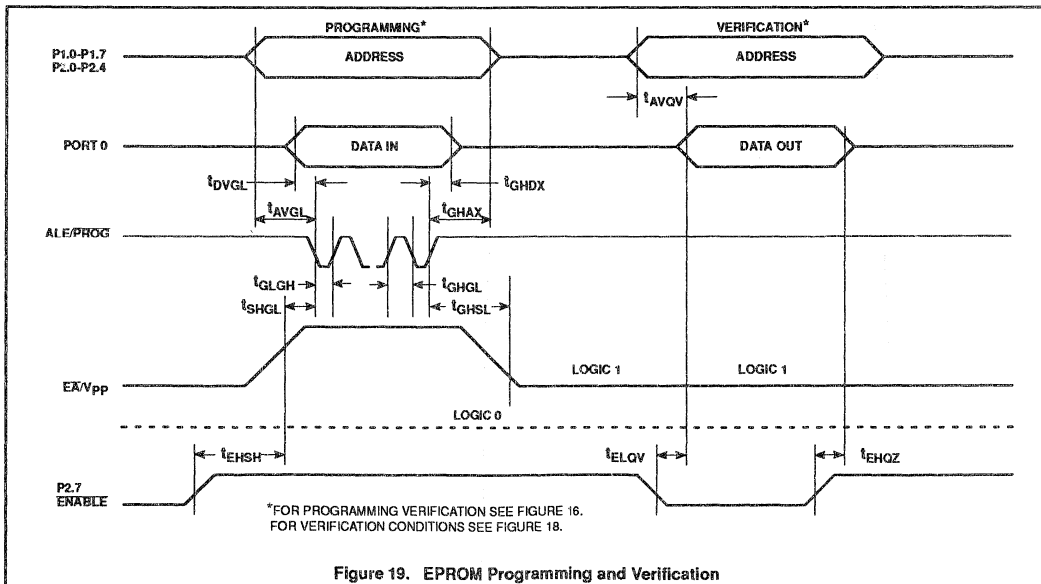 PROGRAMMING*
VERIFICATION*
P1.0-P1.7
P2.0-P2.4
ADDRESS
ADDRESS
tAVQV
PORT 0
DATA IN
DATA OUT
tDVGL
tGHDX
tAVGL
tGHAX
ALE/PROG
tGLGH
tGHGL
tSHGL
tGHSL
EA/VPP
LOGIC 1
LOGIC 1
LOGIC 0
tEHSH
tELQV
tEHQZ
P2.7
ENABLE
*FOR PROGRAMMING VERIFICATION SEE FIGURE 16.
FOR VERIFICATION CONDITIONS SEE FIGURE 18.
Figure 19. EPROM Programming and Verification